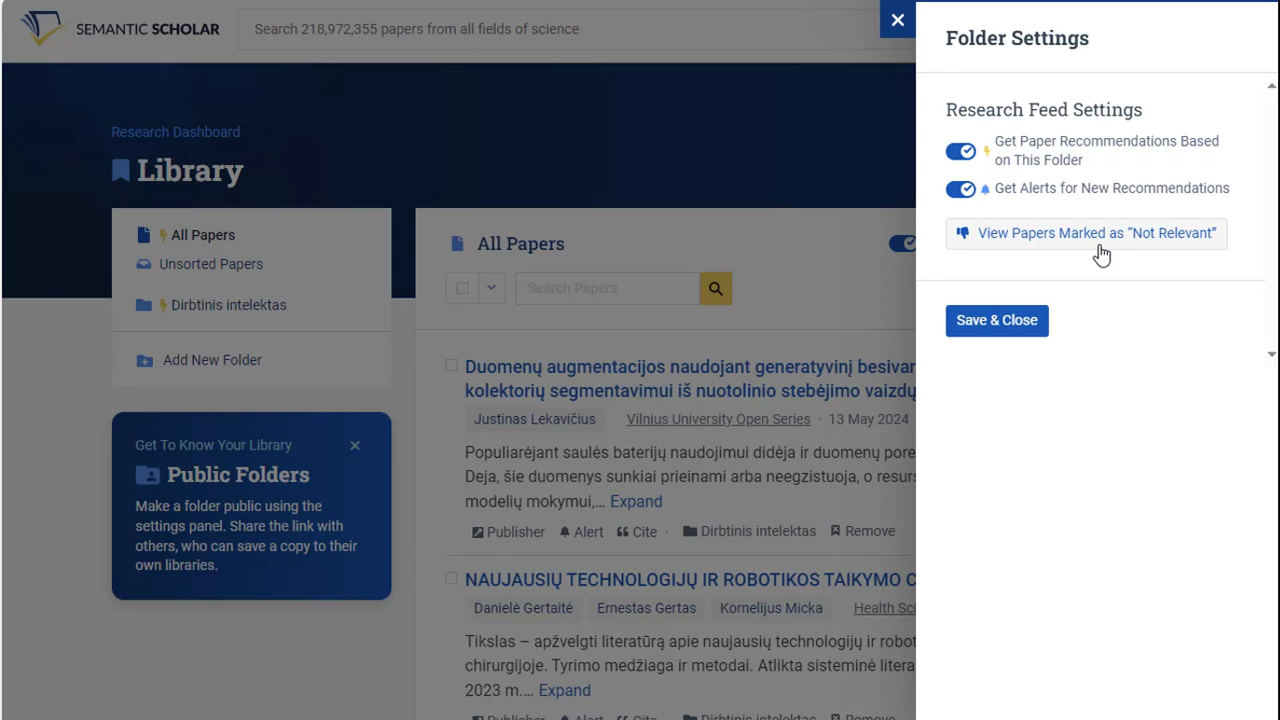 SEMANTIC SCHOLAR
Search 218,972,355 papers from all fields of science
Research Dashboard
Library
All Papers
Unsorted Papers
Dirbtinis intelektas
Add New Folder
Get To Know Your Library
Public Folders
Make a folder public using the
settings panel. Share the link with
others, who can save a copy to their
own libraries.
All Papers
Search Papers
Duomenų augmentacijos naudojant generatyvinį
kolektorių segmentavimui iš nuotolinio stebėjimo
Justinas Lekavičius Vilnius University Open Series · 13 May 2024
Populiarėjant saulės baterijų naudojimui didėja ir duomenų
Deja, šie duomenys sunkiai prieinami arba neegzistuoja, o
modelių mokymui,... Expand
Publisher Alert Cite · Dirbtinis intelektas Remove
NAUJAUSIŲ TECHNOLOGIJŲ IR ROBOTIKOS TAIKYMO
Danielė Gertaitė Ernestas Gertas Kornelijus Micka Health
Tikslas – apžvelgti literatūrą apie naujausių technologijų ir
chirurgijoje. Tyrimo medžiaga ir metodai. Atlikta sisteminė
2023 m.... Expand
Publisher Alert Cite · Dirbtinis intelektas Remove
Folder Settings
Research Feed Settings
Get Paper Recommendations Based
on This Folder
Get Alerts for New Recommendations
View Papers Marked as “Not Relevant”
Save & Close